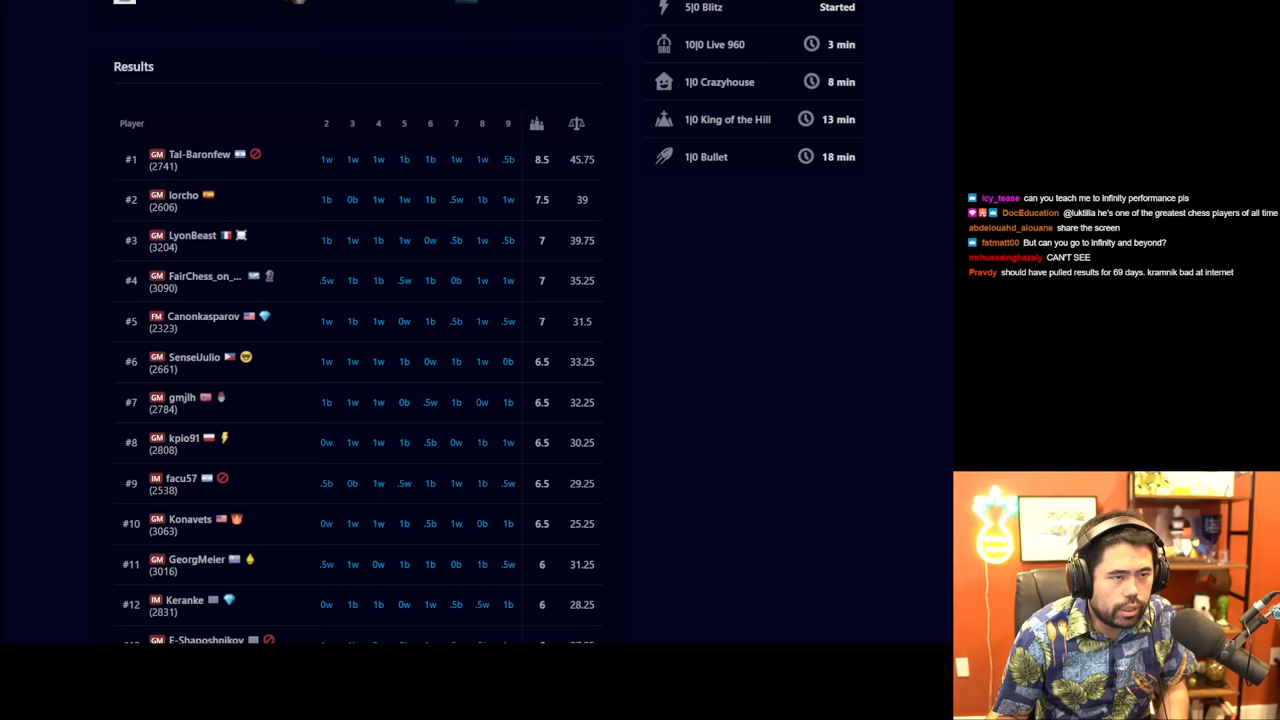 5|0 Blitz Started
10|0 Live 960 3 min
1|0 Crazyhouse 8 min
1|0 King of the Hill 13 min
1|0 Bullet 18 min
Results
Player 2 3 4 5 6 7 8 9
#1 GM Tal-Baronfew 1w 1w 1w 1b 1b 1w 1w .5b 8.5 45.75
(2741)
#2 GM lorcho 1b 0b 1w 1b 1w .5w 1b 1w 7.5 39
(2606)
#3 GM LyonBeast 1b 1w 1b 1w 0w .5b 1w .5b 7 39.75
(3204)
#4 GM FairChess_on_... .5w 1b 1b .5w 1b 0b 1w 1w 7 35.25
(3090)
#5 FM Canonkasparov 1w 1b 1w 0w 1b .5b 1w .5w 7 31.5
(2323)
#6 GM SenseiJulio 1w 1w 1w 1b 0w 1b 1w 0b 6.5 33.25
(2661)
#7 GM gmjlh 1b 1w 1w 0b .5w 1b 0w 1b 6.5 32.25
(2784)
#8 GM kpio91 0w 1w 1w 1b .5b 0w 1b 1w 6.5 30.25
(2808)
#9 IM facu57 .5b 0b 1w .5w 1b 1w 1b .5w 6.5 29.25
(2538)
#10 GM Konavets 0w 1w 1w 1b .5b 1w 0b 1b 6.5 25.25
(3063)
#11 GM GeorgMeier .5w 1w 0w 1b 1b 0b 1b .5w 6 31.25
(3016)
#12 IM Keranke 0w 1b 1b 0w 1w .5b .5w 1b 6 28.25
(2831)
GM E-Shaposhnikov
icy_tease can you teach me to Infinity performance pls
DocEducation @luktilla he's one of the greatest chess players of all time
abdelouahd_alouane share the screen
fatmatt00 But can you go to Infinity and beyond?
mrhussainghazaly CAN'T SEE
Pravdy should have pulled results for 69 days. kramnik bad at internet